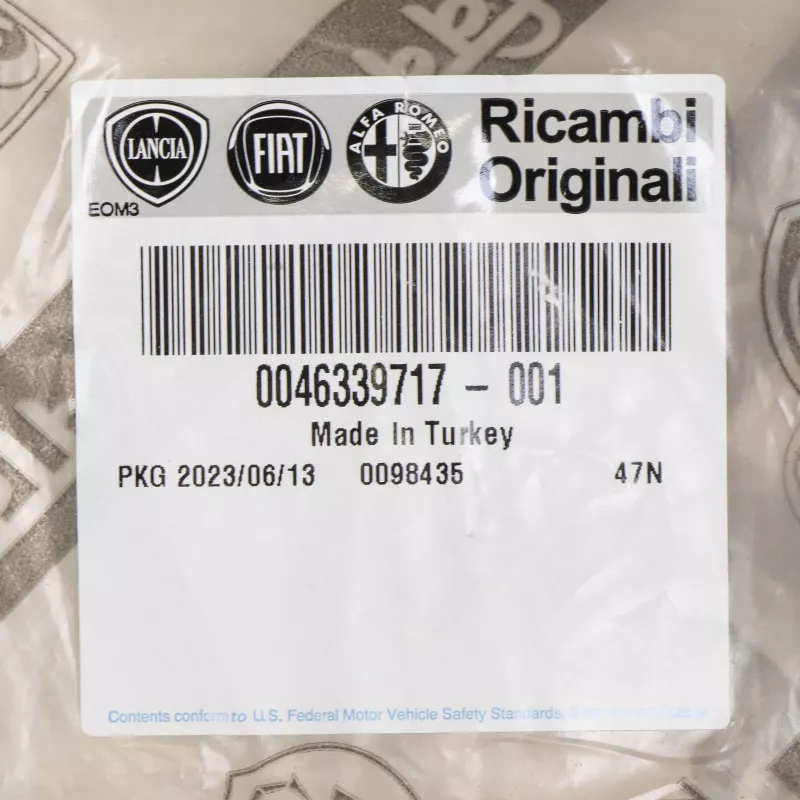 LANCIA
FIAT
ALFA ROMEO
Ricambi
Originali
EOM3
0046339717 - 001
Made In Turkey
PKG 2023/06/13 0098435 47N
Contents conform to U.S. Federal Motor Vehicle Safety Standards,